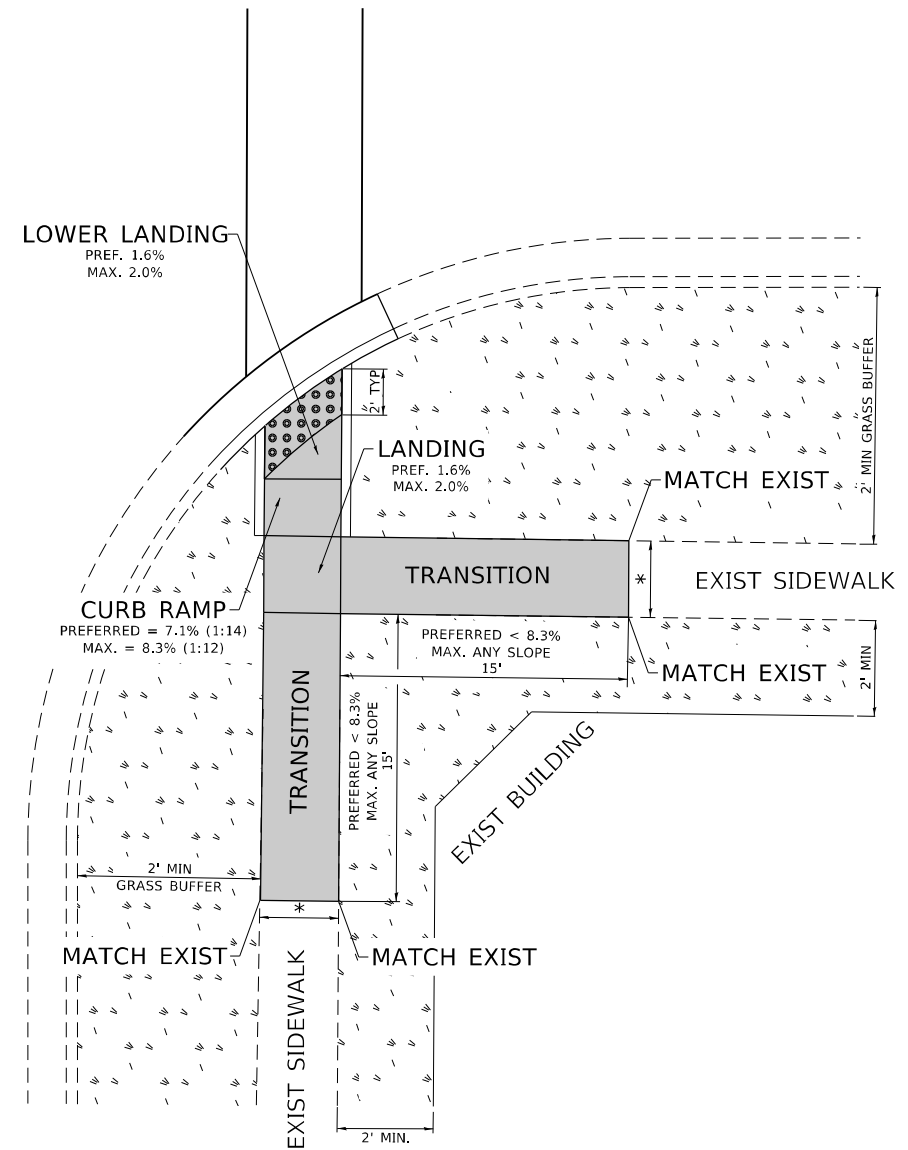 LOWER LANDING
PREF. 1.6%
MAX. 2.0%
2' TYP
2' MIN GRASS BUFFER
LANDING
PREF. 1.6%
MAX. 2.0%
MATCH EXIST
TRANSITION
*
EXIST SIDEWALK
CURB RAMP
PREFERRED = 7.1% (1:14)
MAX. = 8.3% (1:12)
PREFERRED < 8.3%
MAX. ANY SLOPE
15'
MATCH EXIST
2' MIN
TRANSITION
PREFERRED < 8.3%
MAX. ANY SLOPE
15'
EXIST BUILDING
2' MIN
GRASS BUFFER
*
MATCH EXIST
MATCH EXIST
EXIST SIDEWALK
2' MIN.